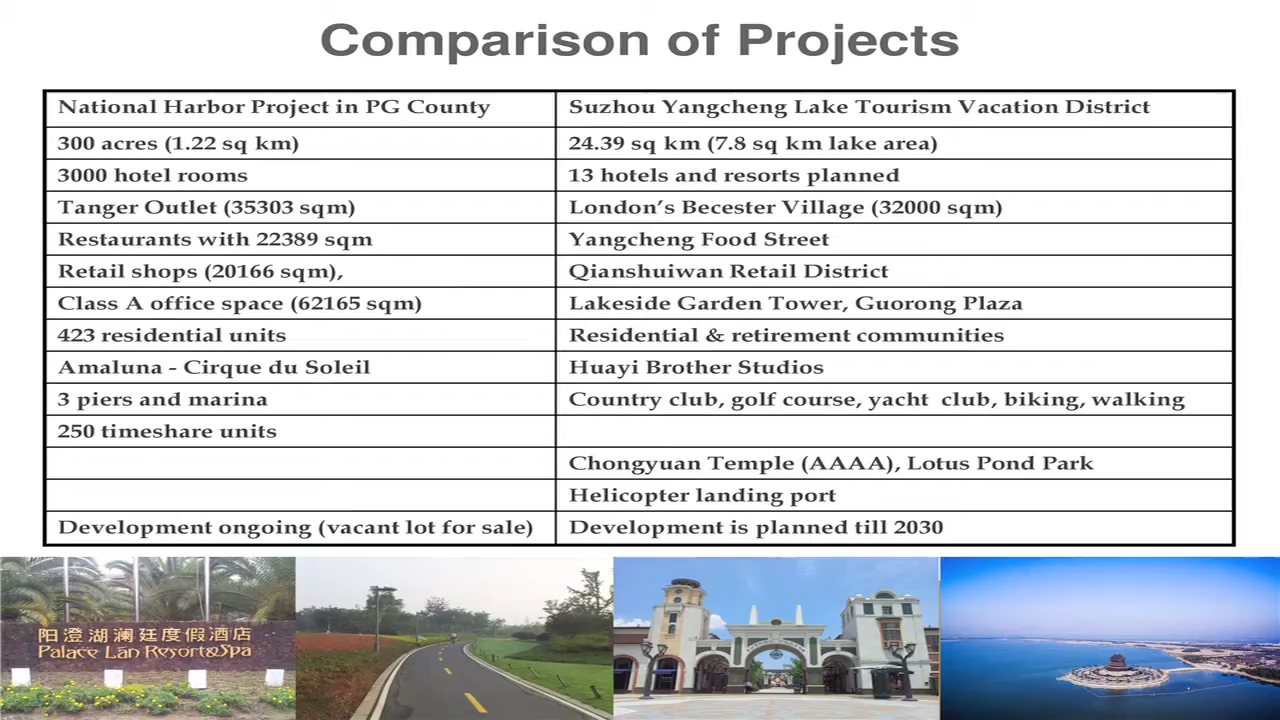 Comparison of Projects
National Harbor Project in PG County
Suzhou Yangcheng Lake Tourism Vacation District
300 acres (1.22 sq km)
24.39 sq km (7.8 sq km lake area)
3000 hotel rooms
13 hotels and resorts planned
Tanger Outlet (35303 sqm)
London's Becester Village (32000 sqm)
Restaurants with 22389 sqm
Yangcheng Food Street
Retail shops (20166 sqm),
Qianshuiwan Retail District
Class A office space (62165 sqm)
Lakeside Garden Tower, Guorong Plaza
423 residential units
Residential & retirement communities
Amaluna - Cirque du Soleil
Huayi Brother Studios
3 piers and marina
Country club, golf course, yacht club, biking, walking
250 timeshare units
Chongyuan Temple (AAAA), Lotus Pond Park
Helicopter landing port
Development ongoing (vacant lot for sale)
Development is planned till 2030
阳澄湖澜廷度假酒店
Palace Lan Resort&Spa